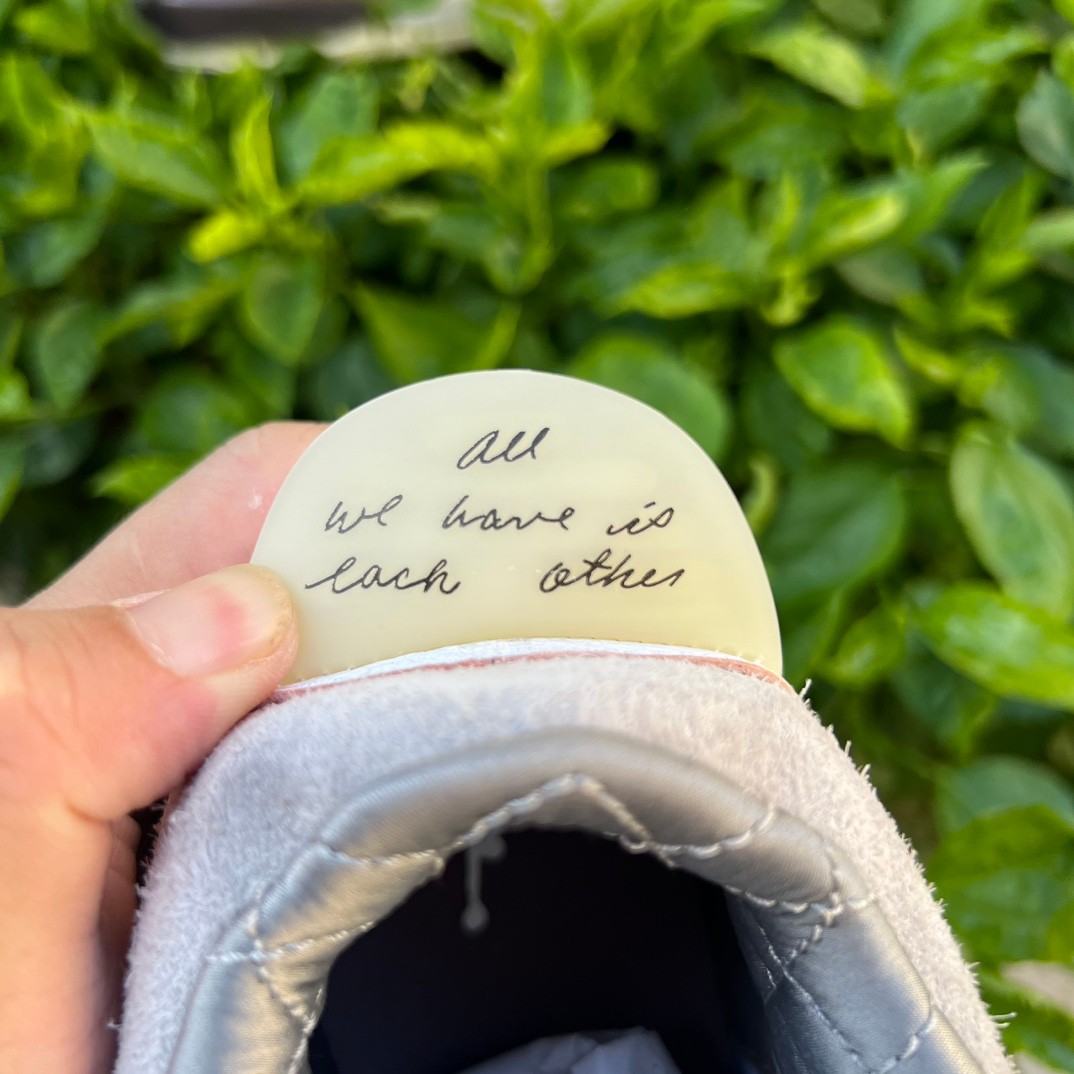 all
we have is
each other